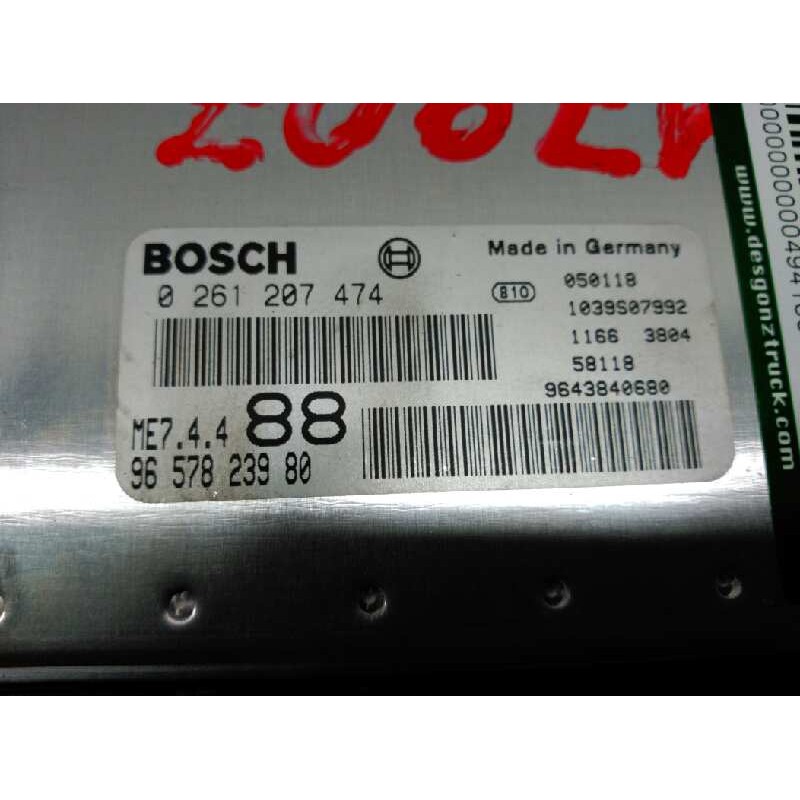 BOSCH
0 261 207 474
ME7.4.4 88
96 578 239 80
Made in Germany
810
050118
1039S07992
1166 3804
58118
9643840680
www.desgonztruck.com